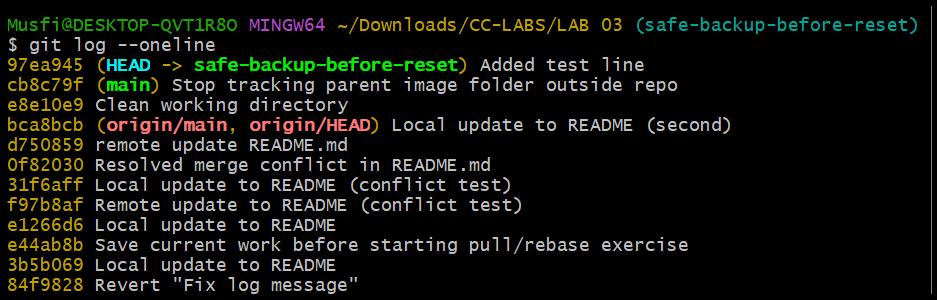 Musfi@DESKTOP-QVT1R8O MINGW64 ~/Downloads/CC-LABS/LAB 03 (safe-backup-before-reset)
$ git log --oneline
97ea945 (HEAD -> safe-backup-before-reset) Added test line
cb8c79f (main) Stop tracking parent image folder outside repo
e8e10e9 Clean working directory
bca8bcb (origin/main, origin/HEAD) Local update to README (second)
d750859 remote update README.md
0f82030 Resolved merge conflict in README.md
31f6aff Local update to README (conflict test)
f97b8af Remote update to README (conflict test)
e1266d6 Local update to README
e44ab8b Save current work before starting pull/rebase exercise
3b5b069 Local update to README
84f9828 Revert "Fix log message"